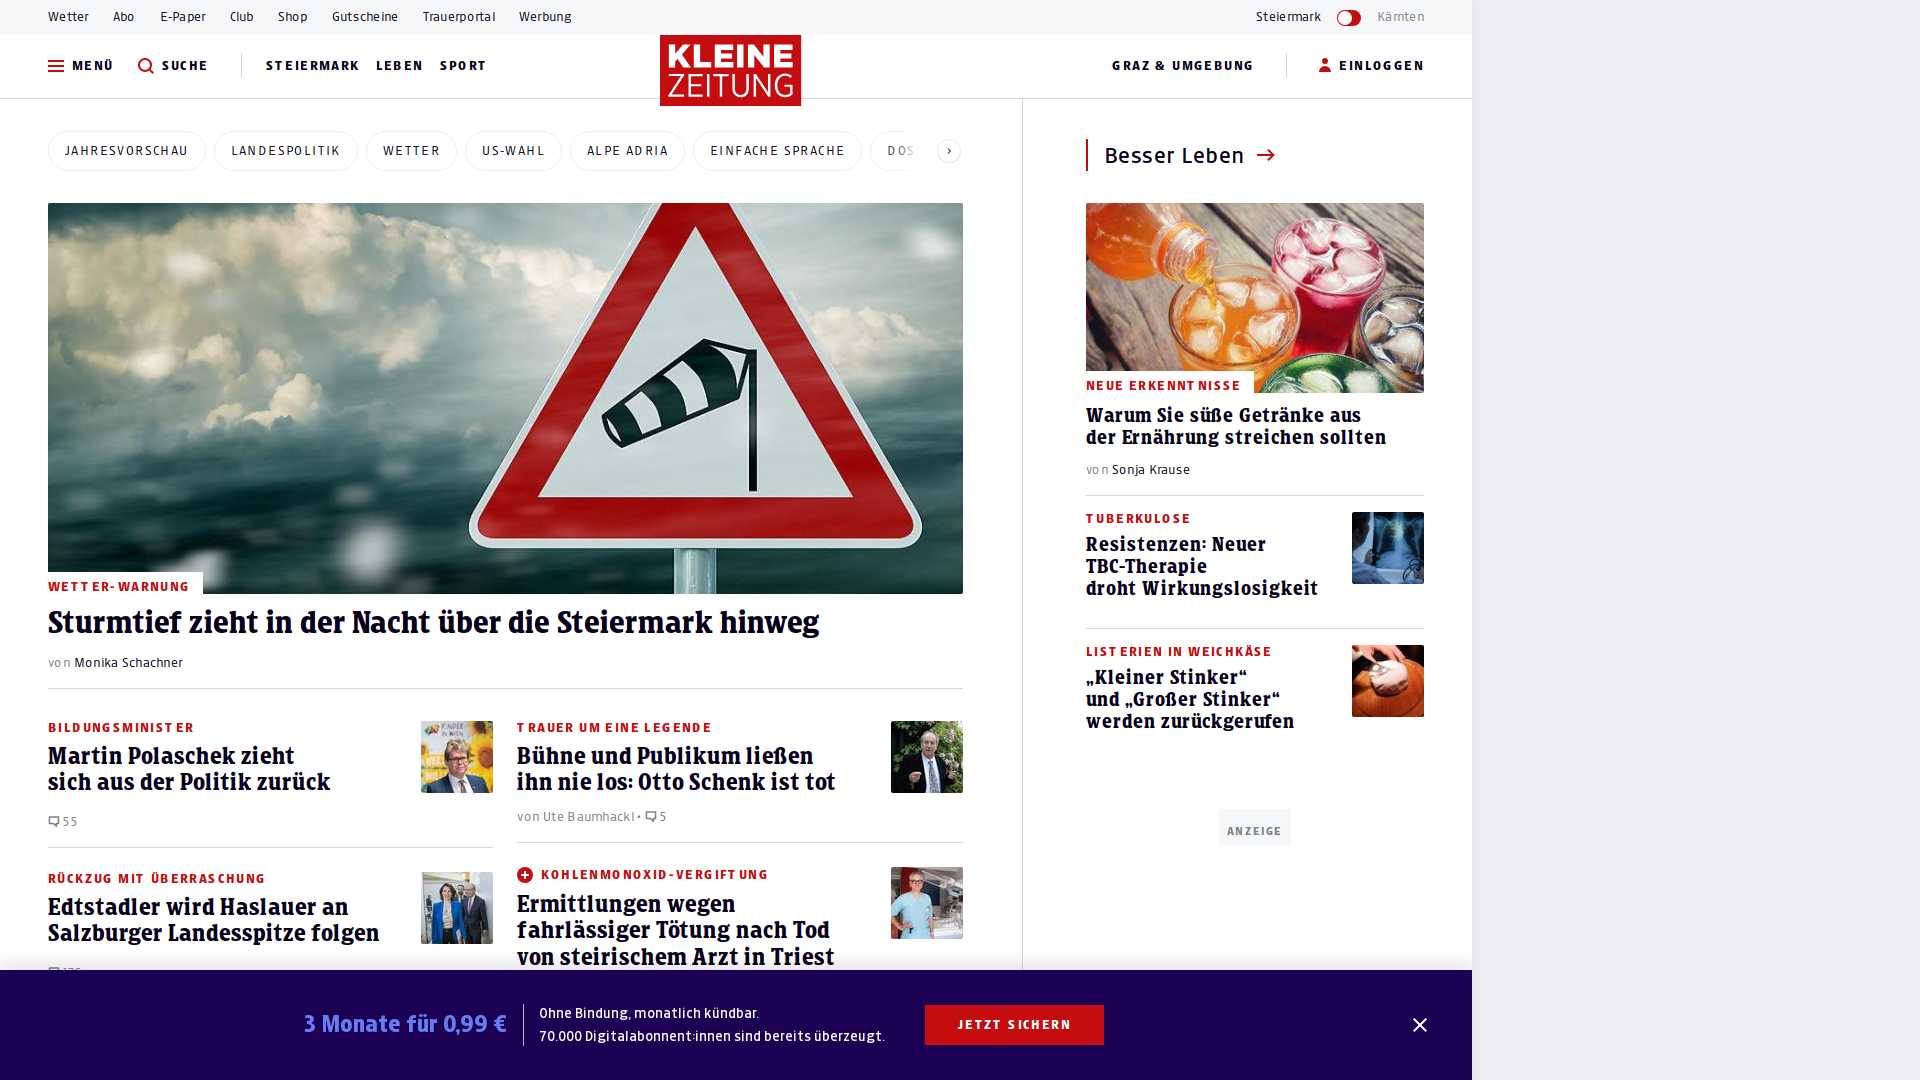 Wetter Abo E-Paper Club Shop Gutscheine Trauerportal Werbung Steiermark Kärnten
MENÜ SUCHE STEIERMARK LEBEN SPORT KLEINE ZEITUNG GRAZ & UMGEBUNG EINLOGGEN
JAHRESVORSCHAU LANDESPOLITIK WETTER US-WAHL ALPE ADRIA EINFACHE SPRACHE DOS
WETTER-WARNUNG
Sturmtief zieht in der Nacht über die Steiermark hinweg
von Monika Schachner
BILDUNGSMINISTER
Martin Polaschek zieht
sich aus der Politik zurück
55
RÜCKZUG MIT ÜBERRASCHUNG
Edtstadler wird Haslauer an
Salzburger Landesspitze folgen
TRAUER UM EINE LEGENDE
Bühne und Publikum ließen
ihn nie los: Otto Schenk ist tot
von Ute Baumhackl • 5
KOHLENMONOXID-VERGIFTUNG
Ermittlungen wegen
fahrlässiger Tötung nach Tod
von steirischem Arzt in Triest
Besser Leben
NEUE ERKENNTNISSE
Warum Sie süße Getränke aus
der Ernährung streichen sollten
von Sonja Krause
TUBERKULOSE
Resistenzen: Neuer
TBC-Therapie
droht Wirkungslosigkeit
LISTERIEN IN WEICHKÄSE
„Kleiner Stinker“
und „Großer Stinker“
werden zurückgerufen
ANZEIGE
3 Monate für 0,99 €
Ohne Bindung, monatlich kündbar.
70.000 Digitalabonnent:innen sind bereits überzeugt.
JETZT SICHERN